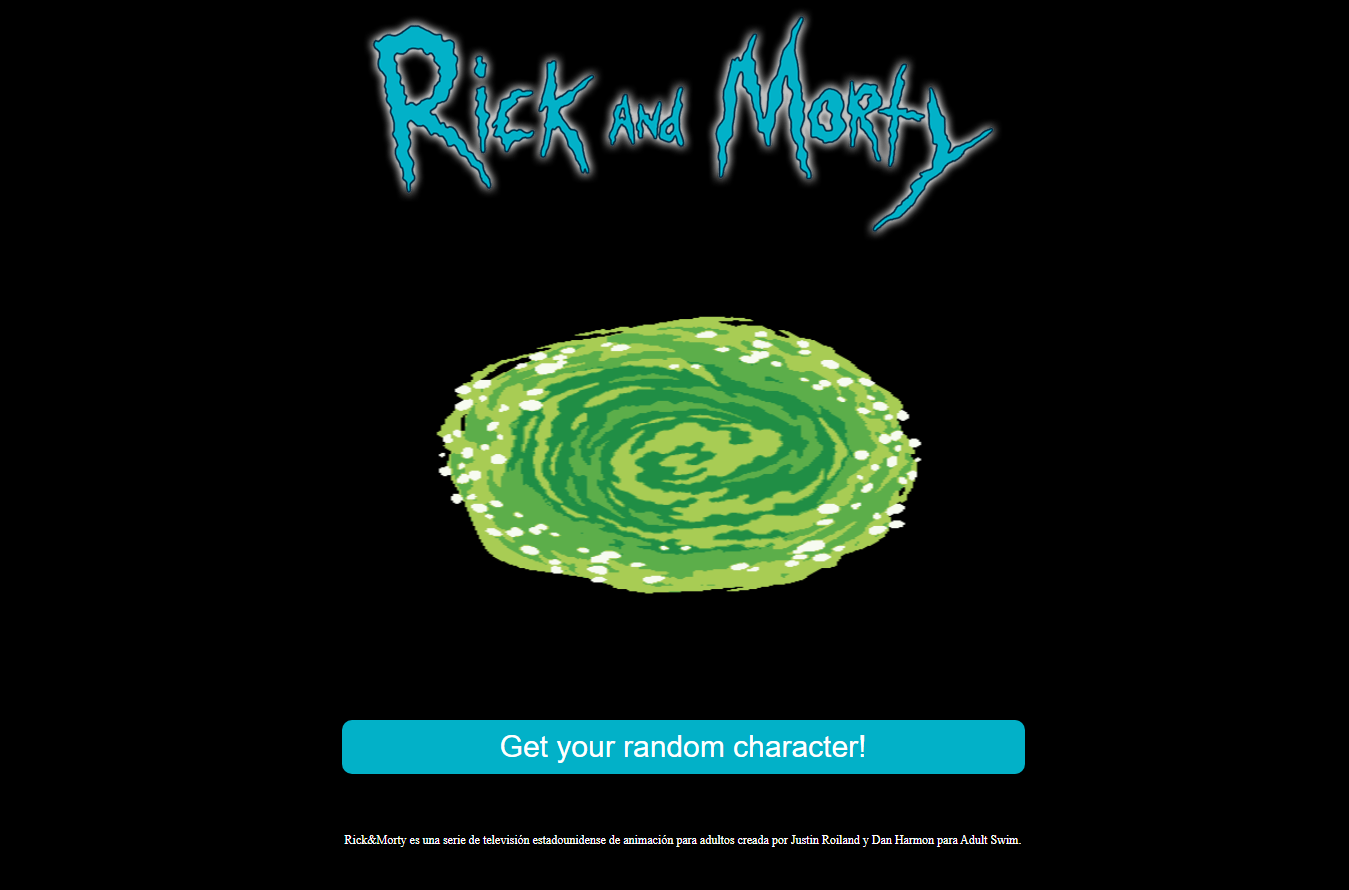 Rick and Morty
Get your random character!
Rick&Morty es una serie de televisión estadounidense de animación para adultos creada por Justin Roiland y Dan Harmon para Adult Swim.